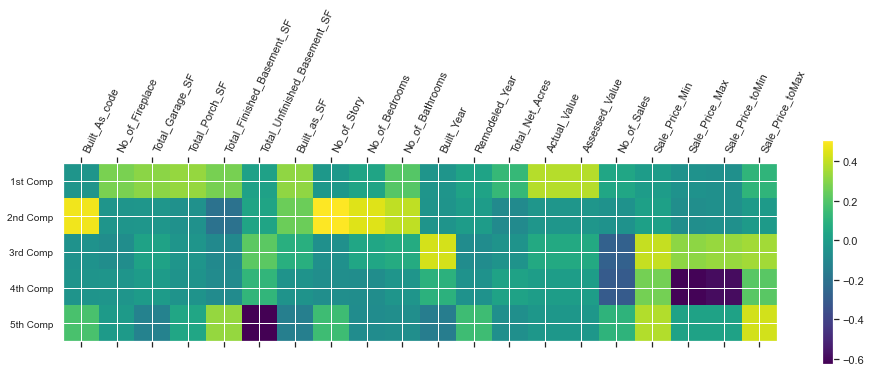 Built_As_code
No_of_Fireplace
Total_Garage_SF
Total_Porch_SF
Total_Finished_Basement_SF
Total_Unfinished_Basement_SF
Built_as_SF
No_of_Story
No_of_Bedrooms
No_of_Bathrooms
Built_Year
Remodeled_Year
Total_Net_Acres
Actual_Value
Assessed_Value
No_of_Sales
Sale_Price_Min
Sale_Price_Max
Sale_Price_toMin
Sale_Price_toMax
1st Comp
2nd Comp
3rd Comp
4th Comp
5th Comp
0.4
0.2
0.0
−0.2
−0.4
−0.6